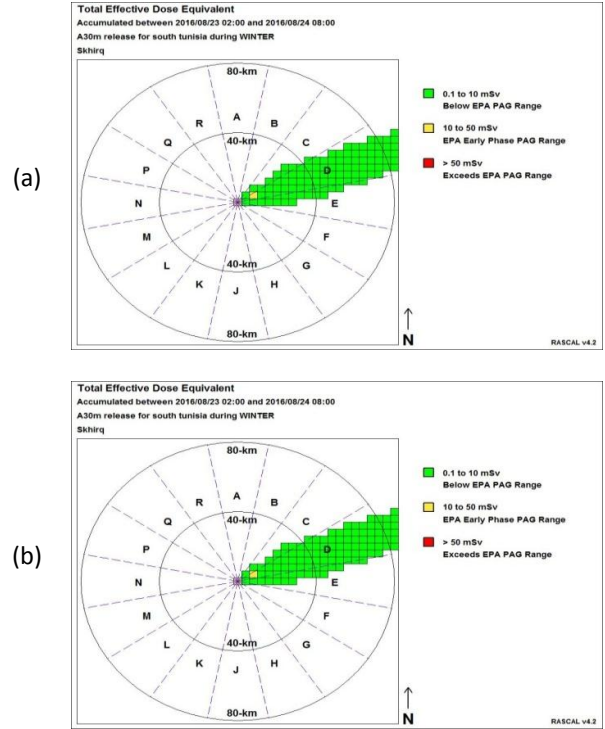 (a)
Total Effective Dose Equivalent
Accumulated between 2016/08/23 02:00 and 2016/08/24 08:00
A30m release for south tunisia during WINTER
Skhirq
80-km
A
B
C
D
E
F
G
H
J
K
L
M
N
P
Q
R
40-km
40-km
80-km
0.1 to 10 mSv
Below EPA PAG Range
10 to 50 mSv
EPA Early Phase PAG Range
> 50 mSv
Exceeds EPA PAG Range
N
RASCAL v4.2
(b)
Total Effective Dose Equivalent
Accumulated between 2016/08/23 02:00 and 2016/08/24 08:00
A30m release for south tunisia during WINTER
Skhirq
80-km
A
B
C
D
E
F
G
H
J
K
L
M
N
P
Q
R
40-km
40-km
80-km
0.1 to 10 mSv
Below EPA PAG Range
10 to 50 mSv
EPA Early Phase PAG Range
> 50 mSv
Exceeds EPA PAG Range
N
RASCAL v4.2